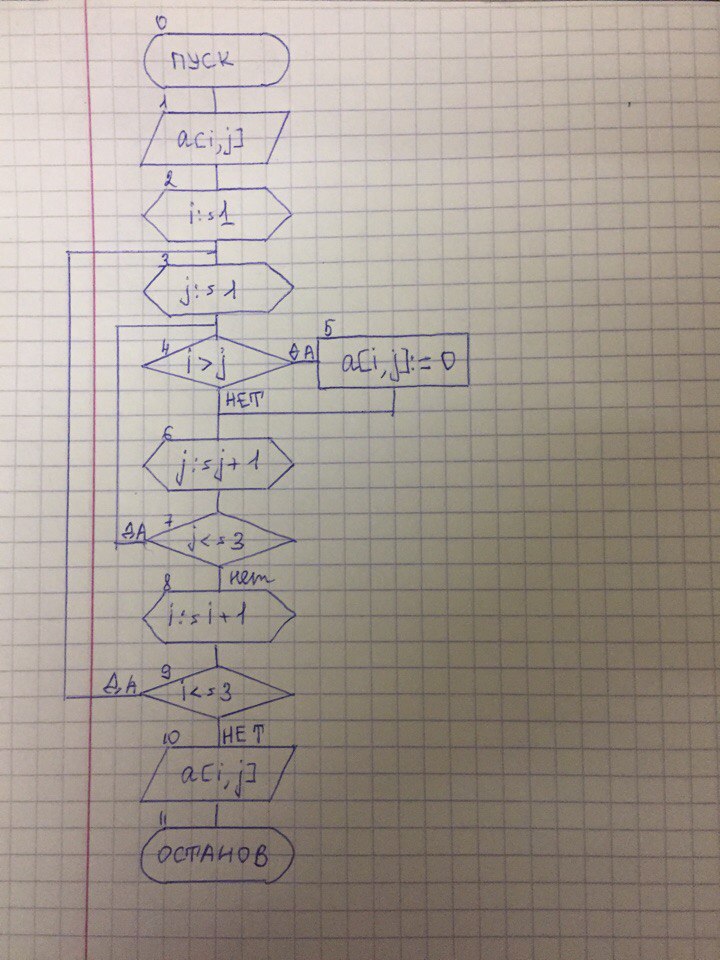 0
ПУСК
1
a[i,j]
2
i:=1
3
j:=1
4
i>j
ДА
5
a[i,j]:=0
НЕТ
6
j:=j+1
7
ДА
j<=3
нет
8
i:=i+1
9
ДА
i<=3
НЕТ
10
a[i,j]
11
ОСТАНОВ